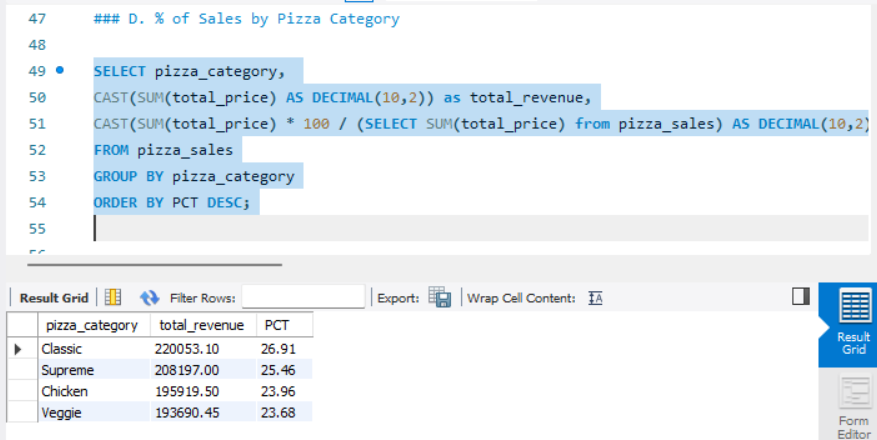 47 ### D. % of Sales by Pizza Category
48
49 SELECT pizza_category,
50 CAST(SUM(total_price) AS DECIMAL(10,2)) as total_revenue,
51 CAST(SUM(total_price) * 100 / (SELECT SUM(total_price) from pizza_sales) AS DECIMAL(10,2)
52 FROM pizza_sales
53 GROUP BY pizza_category
54 ORDER BY PCT DESC;
55
Result Grid Filter Rows: Export: Wrap Cell Content:
pizza_category total_revenue PCT
Classic 220053.10 26.91
Supreme 208197.00 25.46
Chicken 195919.50 23.96
Veggie 193690.45 23.68
Result
Grid
Form
Editor